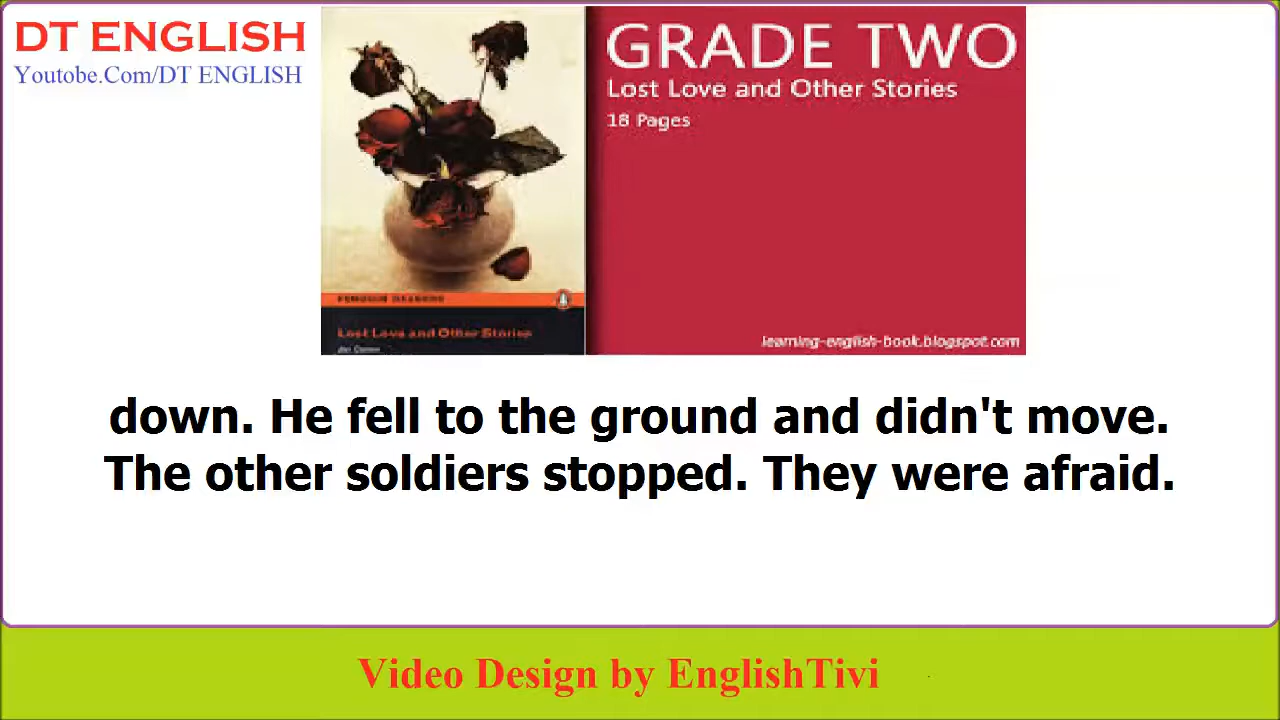 DT ENGLISH
Youtobe.Com/DT ENGLISH
GRADE TWO
Lost Love and Other Stories
18 Pages
PENGUIN READERS
Lost Love and Other Stories
learning-english-book.blogspot.com
down. He fell to the ground and didn't move.
The other soldiers stopped. They were afraid.
Video Design by EnglishTivi